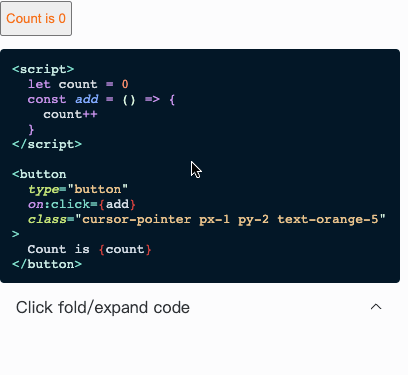 Count is 0
<script>
  let count = 0
  const add = () => {
    count++
  }
</script>
<button
  type="button"
  on:click={add}
  class="cursor-pointer px-1 py-2 text-orange-5"
>
  Count is {count}
</button>
Click fold/expand code